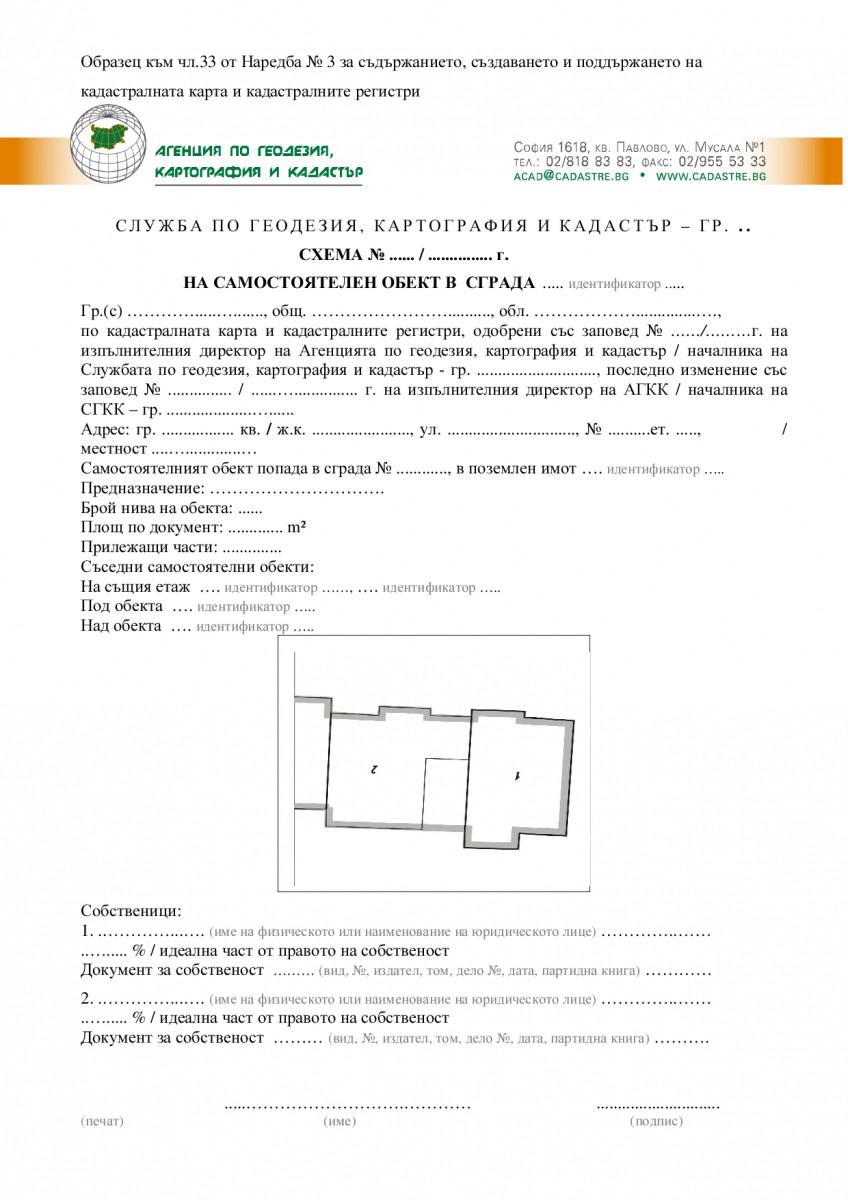 Образец към чл.33 от Наредба № 3 за съдържанието, създаването и поддържането на
кадастралната карта и кадастралните регистри
АГЕНЦИЯ ПО ГЕОДЕЗИЯ,
КАРТОГРАФИЯ И КАДАСТЪР
София 1618, кв. Павлово, ул. Мусала №1
тел.: 02/818 83 83, факс: 02/955 53 33
ACAD@CADASTRE.BG • WWW.CADASTRE.BG
СЛУЖБА ПО ГЕОДЕЗИЯ, КАРТОГРАФИЯ И КАДАСТЪР – ГР. ..
СХЕМА № ...... / ............... г.
НА САМОСТОЯТЕЛЕН ОБЕКТ В СГРАДА ..... идентификатор .....
Гр.(с) …………......…......, общ. ……………………..........., обл. …………………..............….,
по кадастралната карта и кадастралните регистри, одобрени със заповед № ....../.........г. на
изпълнителния директор на Агенцията по геодезия, картография и кадастър / началника на
Службата по геодезия, картография и кадастър - гр. ............................, последно изменение със
заповед № ............... / ......…............... г. на изпълнителния директор на АГКК / началника на
СГКК – гр. .....................…......
Адрес: гр. ................. кв. / ж.к. ......................., ул. .............................., № ..........ет. ....., /
местност ....…..............…
Самостоятелният обект попада в сграда № ............, в поземлен имот …. идентификатор …..
Предназначение: ………………………….
Брой нива на обекта: ......
Площ по документ: ............. m²
Прилежащи части: ..............
Съседни самостоятелни обекти:
На същия етаж …. идентификатор ……, …. идентификатор …..
Под обекта …. идентификатор …..
Над обекта …. идентификатор …..
2
1
Собственици:
1. ..…………...…. (име на физическото или наименование на юридическото лице) …………..……
..…...... % / идеална част от правото на собственост
Документ за собственост ......... (вид, №, издател, том, дело №, дата, партидна книга) …………
2. ..…………...…. (име на физическото или наименование на юридическото лице) …………..……
..…...... % / идеална част от правото на собственост
Документ за собственост ……… (вид, №, издател, том, дело №, дата, партидна книга) ……….
.....……………………….………… .............................
(печат) (име) (подпис)